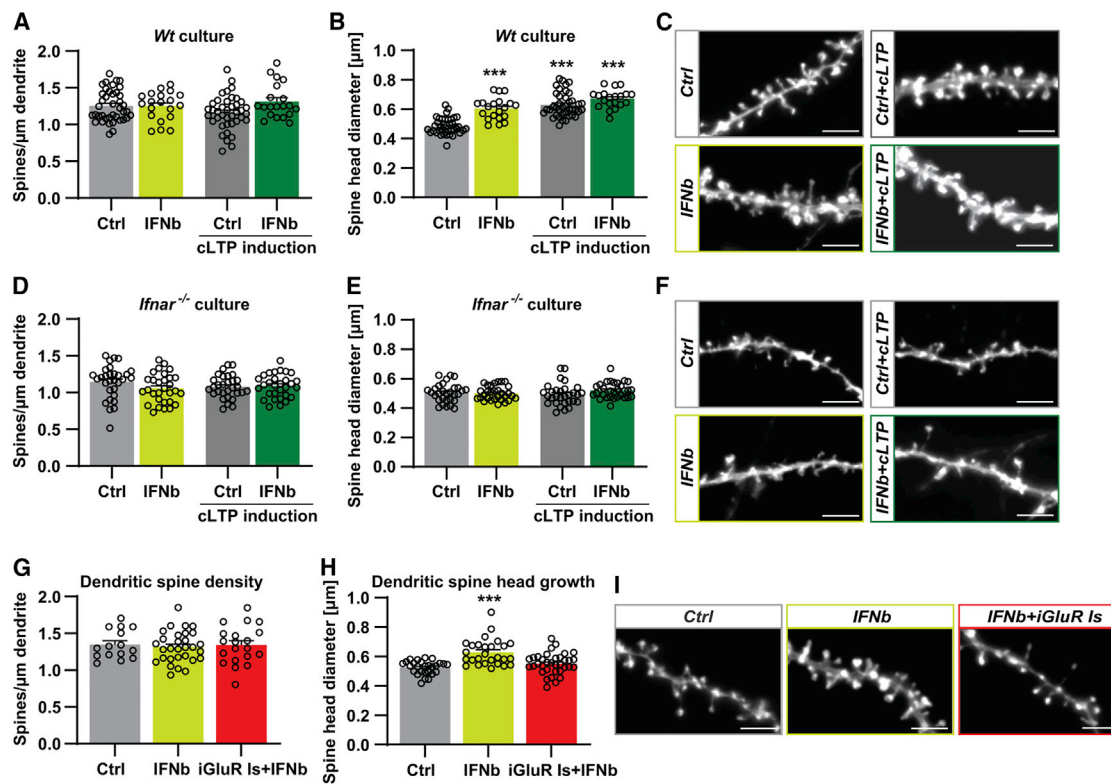 A
Wt culture
Spines/µm dendrite
2.0
1.5
1.0
0.5
0.0
Ctrl IFNb Ctrl IFNb
cLTP induction
B
Wt culture
Spine head diameter [µm]
1.0
0.8
0.6
0.4
0.2
0.0
*** *** ***
Ctrl IFNb Ctrl IFNb
cLTP induction
C
Ctrl
Ctrl+cLTP
IFNb
IFNb+cLTP
D
Ifnar -/- culture
Spines/µm dendrite
2.0
1.5
1.0
0.5
0.0
Ctrl IFNb Ctrl IFNb
cLTP induction
E
Ifnar -/- culture
Spine head diameter [µm]
1.0
0.8
0.6
0.4
0.2
0.0
Ctrl IFNb Ctrl IFNb
cLTP induction
F
Ctrl
Ctrl+cLTP
IFNb
IFNb+cLTP
G
Dendritic spine density
Spines/µm dendrite
2.0
1.5
1.0
0.5
0.0
Ctrl IFNb iGluR Is+IFNb
H
Dendritic spine head growth
Spine head diameter [µm]
1.0
0.8
0.6
0.4
0.2
0.0
***
Ctrl IFNb iGluR Is+IFNb
I
Ctrl
IFNb
IFNb+iGluR Is